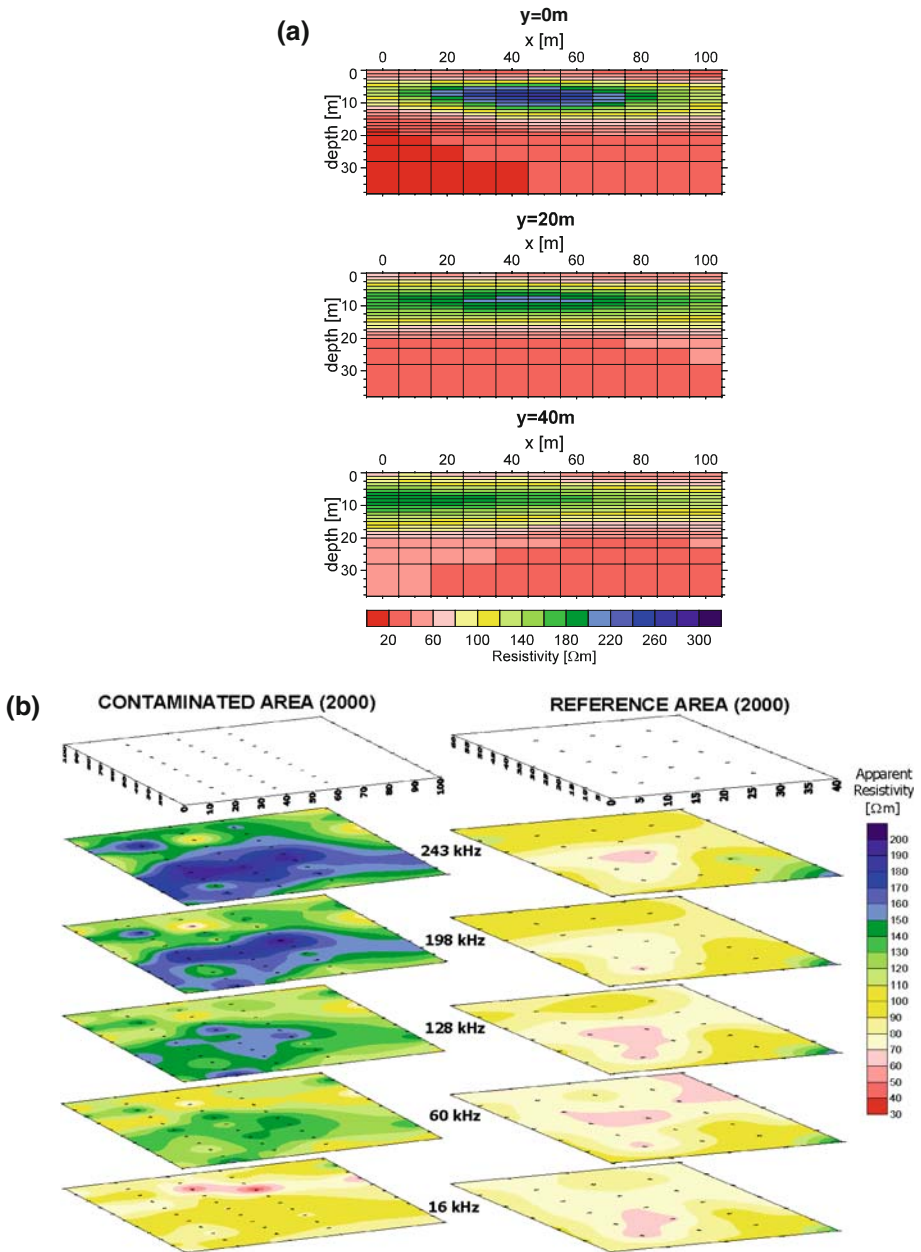 (a)
y=0m
x [m]
0 20 40 60 80 100
depth [m]
0
10
20
30
y=20m
x [m]
0 20 40 60 80 100
depth [m]
0
10
20
30
y=40m
x [m]
0 20 40 60 80 100
depth [m]
0
10
20
30
20 60 100 140 180 220 260 300
Resistivity [Ωm]
(b)
CONTAMINATED AREA (2000)
REFERENCE AREA (2000)
0 10 20 30 40 50 60 70 80 90 100
0 5 10 15 20 25 30 35 40
Apparent
Resistivity
[Ωm]
200
190
180
170
160
150
140
130
120
110
100
90
80
70
60
50
40
30
243 kHz
198 kHz
128 kHz
60 kHz
16 kHz